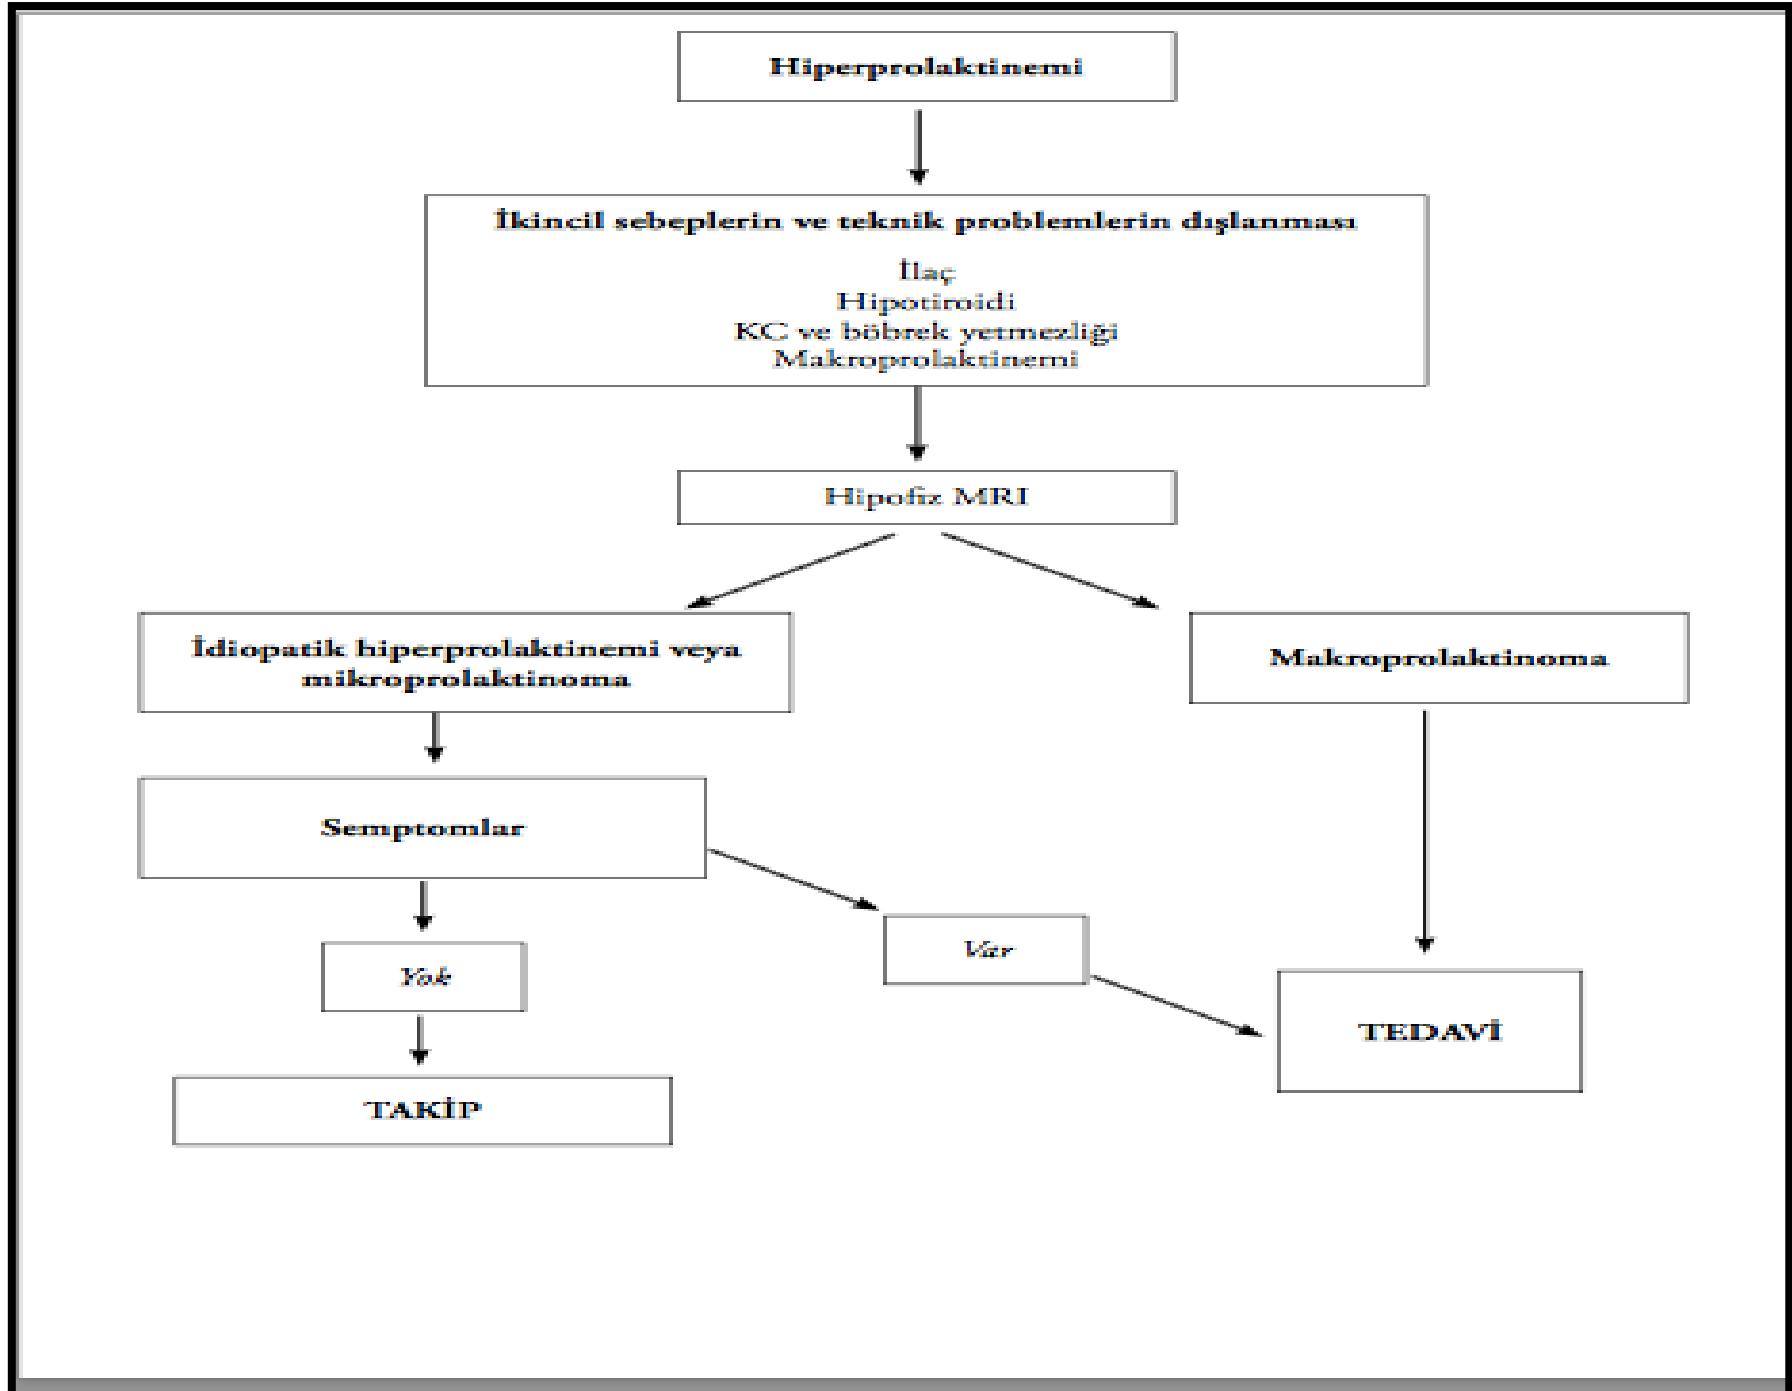 Hiperprolaktinemi
İkincil sebeplerin ve teknik problemlerin dışlanması
İlaç
Hipotiroidi
KC ve böbrek yetmezliği
Makroprolaktinemi
Hipofiz MRI
İdiopatik hiperprolaktinemi veya
mikroprolaktinoma
Makroprolaktinoma
Semptomlar
Var
Yok
TEDAVİ
TAKİP